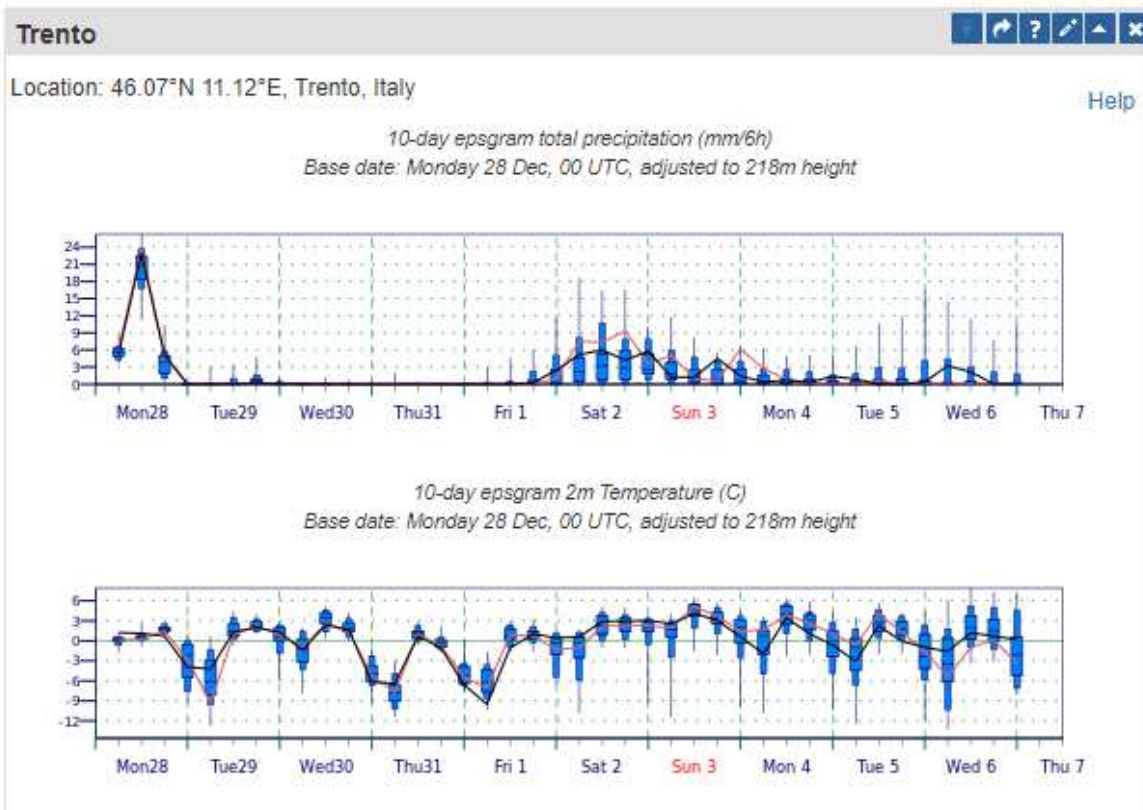 Trento
?
Location: 46.07°N 11.12°E, Trento, Italy
Help
10-day epsgram total precipitation (mm/6h)
Base date: Monday 28 Dec, 00 UTC, adjusted to 218m height
24
21
18
15
12
9
6
3
0
Mon28 Tue29 Wed30 Thu31 Fri 1 Sat 2 Sun 3 Mon 4 Tue 5 Wed 6 Thu 7
10-day epsgram 2m Temperature (C)
Base date: Monday 28 Dec, 00 UTC, adjusted to 218m height
6
3
0
-3
-6
-9
-12
Mon28 Tue29 Wed30 Thu31 Fri 1 Sat 2 Sun 3 Mon 4 Tue 5 Wed 6 Thu 7